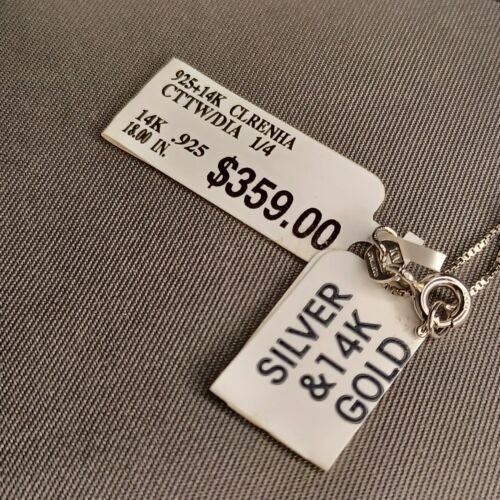 925+14K CLRENHA
CTTW/DIA 1/4
14K .925
18.00 IN.
$359.00
SILVER
&14K
GOLD